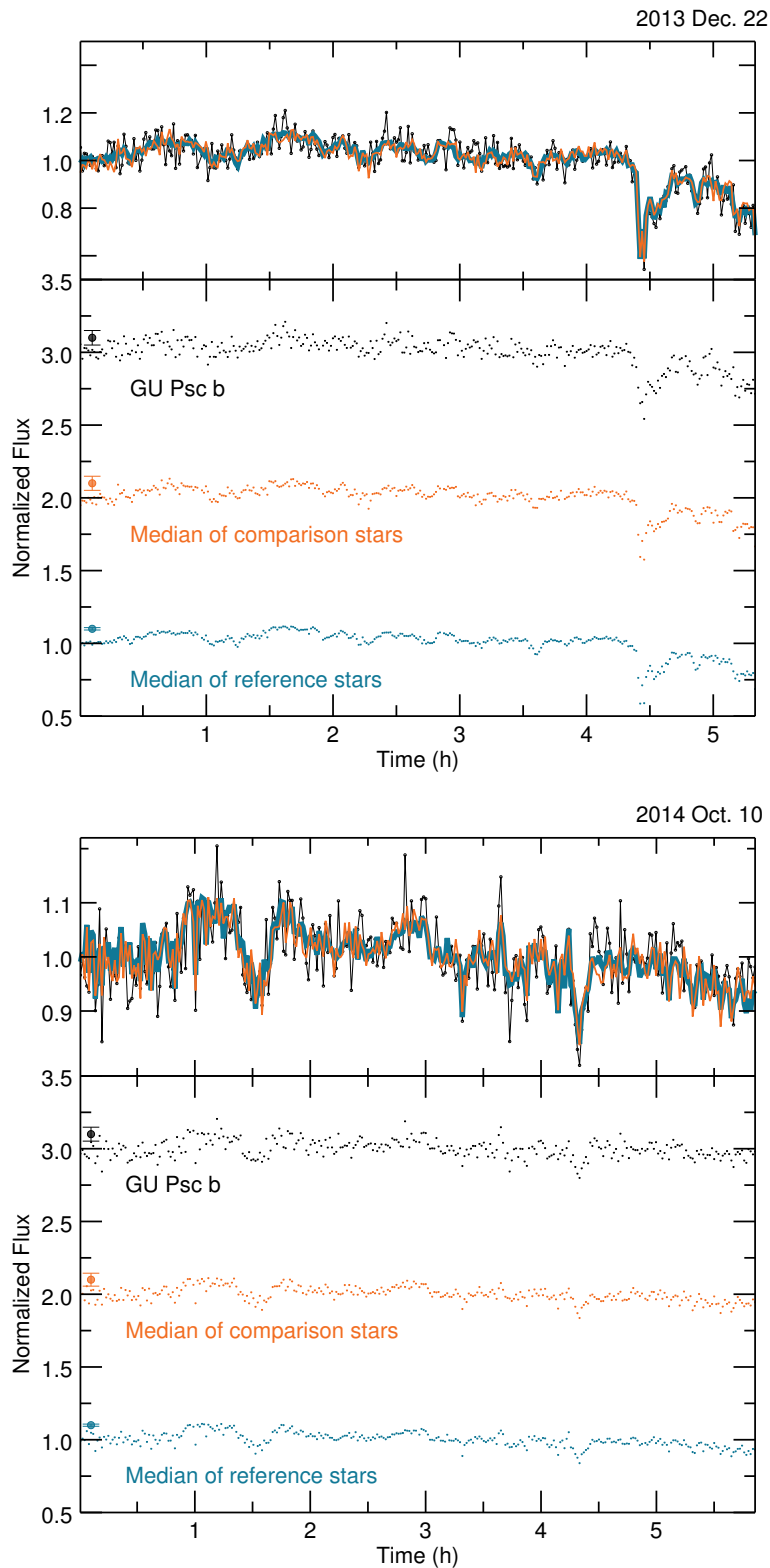 2013 Dec. 22
1.2
1.0
0.8
3.5
3.0
GU Psc b
2.5
2.0
Median of comparison stars
1.5
1.0
Median of reference stars
0.5
Normalized Flux
1 2 3 4 5
Time (h)
2014 Oct. 10
1.1
1.0
0.9
3.5
3.0
GU Psc b
2.5
2.0
Median of comparison stars
1.5
1.0
Median of reference stars
0.5
Normalized Flux
1 2 3 4 5
Time (h)